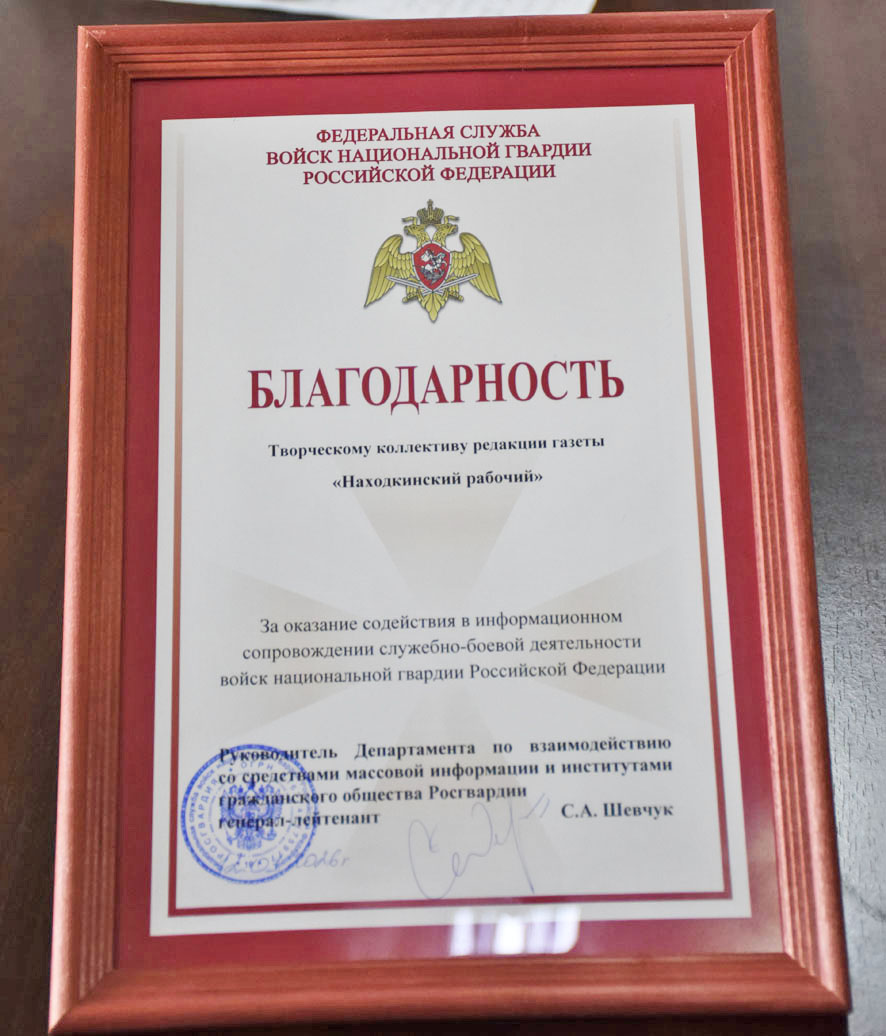 ФЕДЕРАЛЬНАЯ СЛУЖБА
ВОЙСК НАЦИОНАЛЬНОЙ ГВАРДИИ
РОССИЙСКОЙ ФЕДЕРАЦИИ
БЛАГОДАРНОСТЬ
Творческому коллективу редакции газеты
«Находкинский рабочий»
За оказание содействия в информационном
сопровождении служебно-боевой деятельности
войск национальной гвардии Российской Федерации
Руководитель Департамента по взаимодействию
со средствами массовой информации и институтами
гражданского общества Росгвардии
генерал-лейтенант С.А. Шевчук